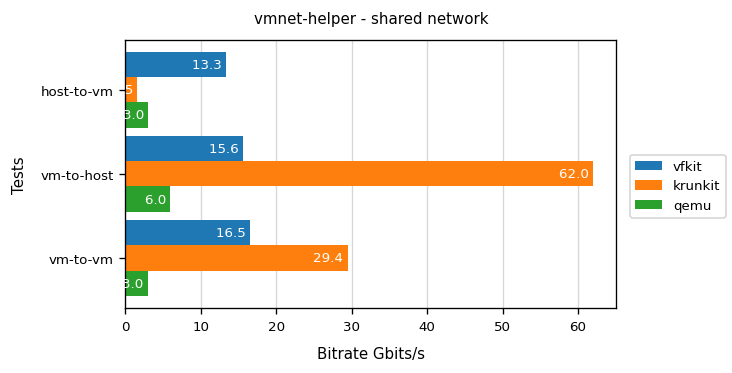 vmnet-helper - shared network
Tests
host-to-vm
13.3
5
3.0
vm-to-host
15.6
62.0
6.0
vm-to-vm
16.5
29.4
3.0
0 10 20 30 40 50 60
Bitrate Gbits/s
vfkit
krunkit
qemu